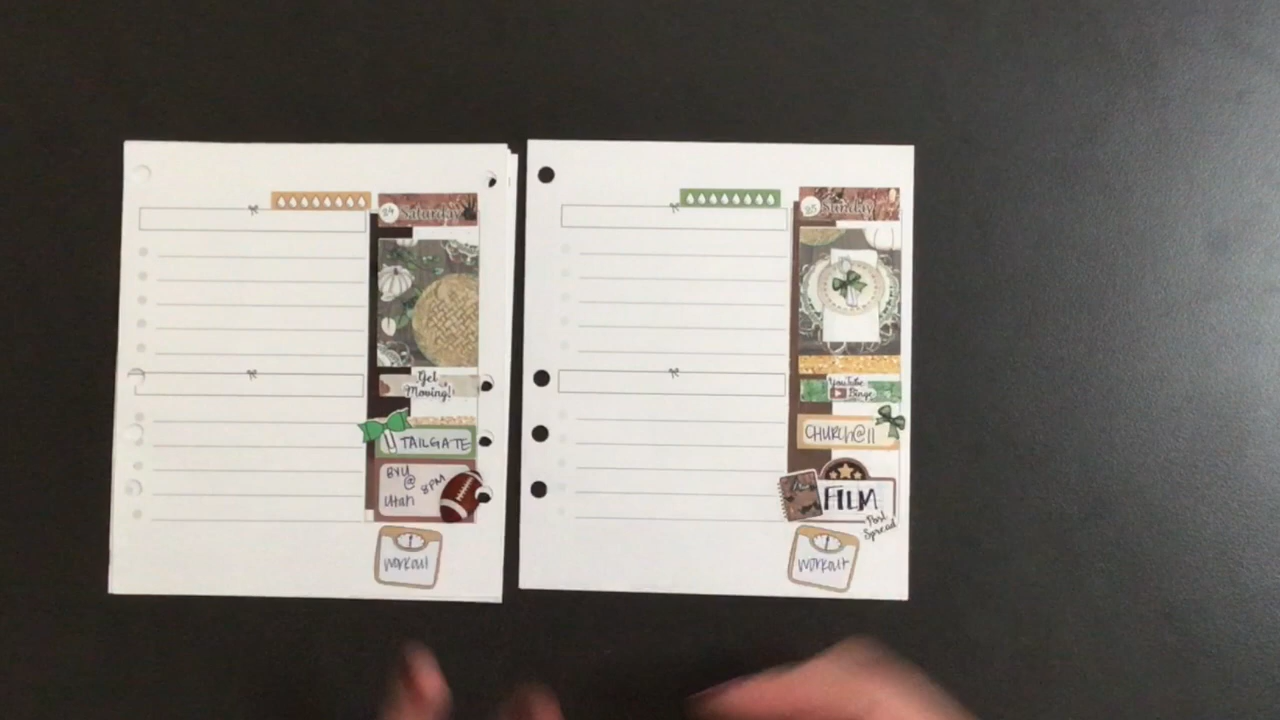 24 Saturday
Get
Moving!
TAILGATE
BYU
@ 8PM
Utah
Workout
25 Sunday
YouTube
Binge
CHURCH@11
FILM
Post
Spread
Workout